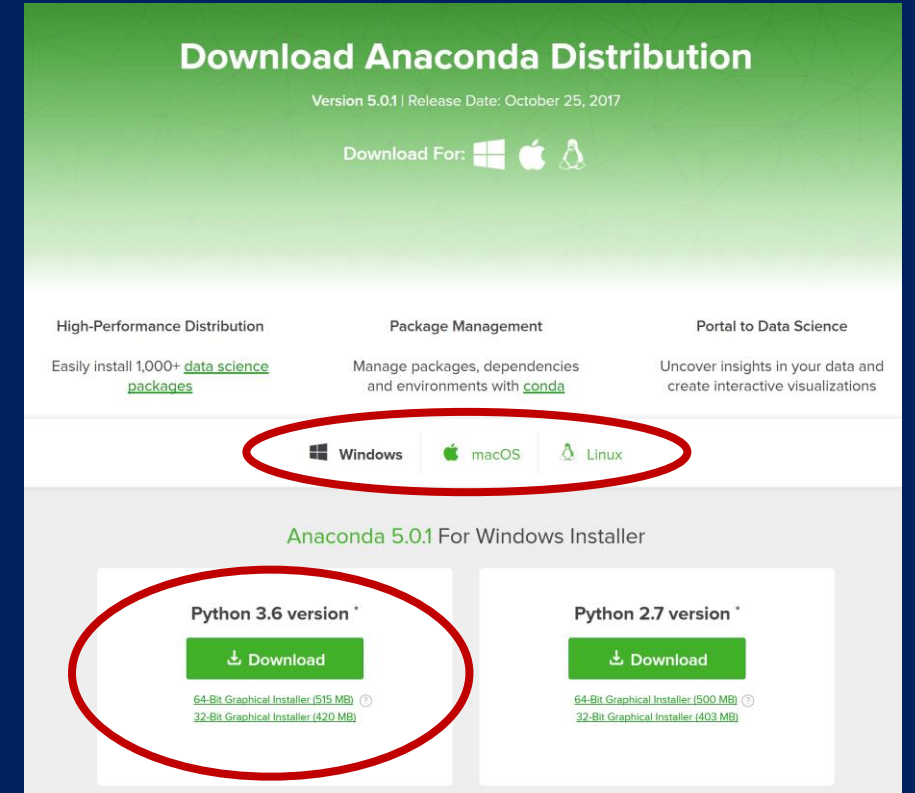 Download Anaconda Distribution
Version 5.0.1 | Release Date: October 25, 2017
Download For:
High-Performance Distribution
Easily install 1,000+ data science
packages
Package Management
Manage packages, dependencies
and environments with conda
Portal to Data Science
Uncover insights in your data and
create interactive visualizations
Windows
macOS
Linux
Anaconda 5.0.1 For Windows Installer
Python 3.6 version *
Download
64-Bit Graphical Installer (515 MB) ?
32-Bit Graphical Installer (420 MB)
Python 2.7 version *
Download
64-Bit Graphical Installer (500 MB) ?
32-Bit Graphical Installer (403 MB)